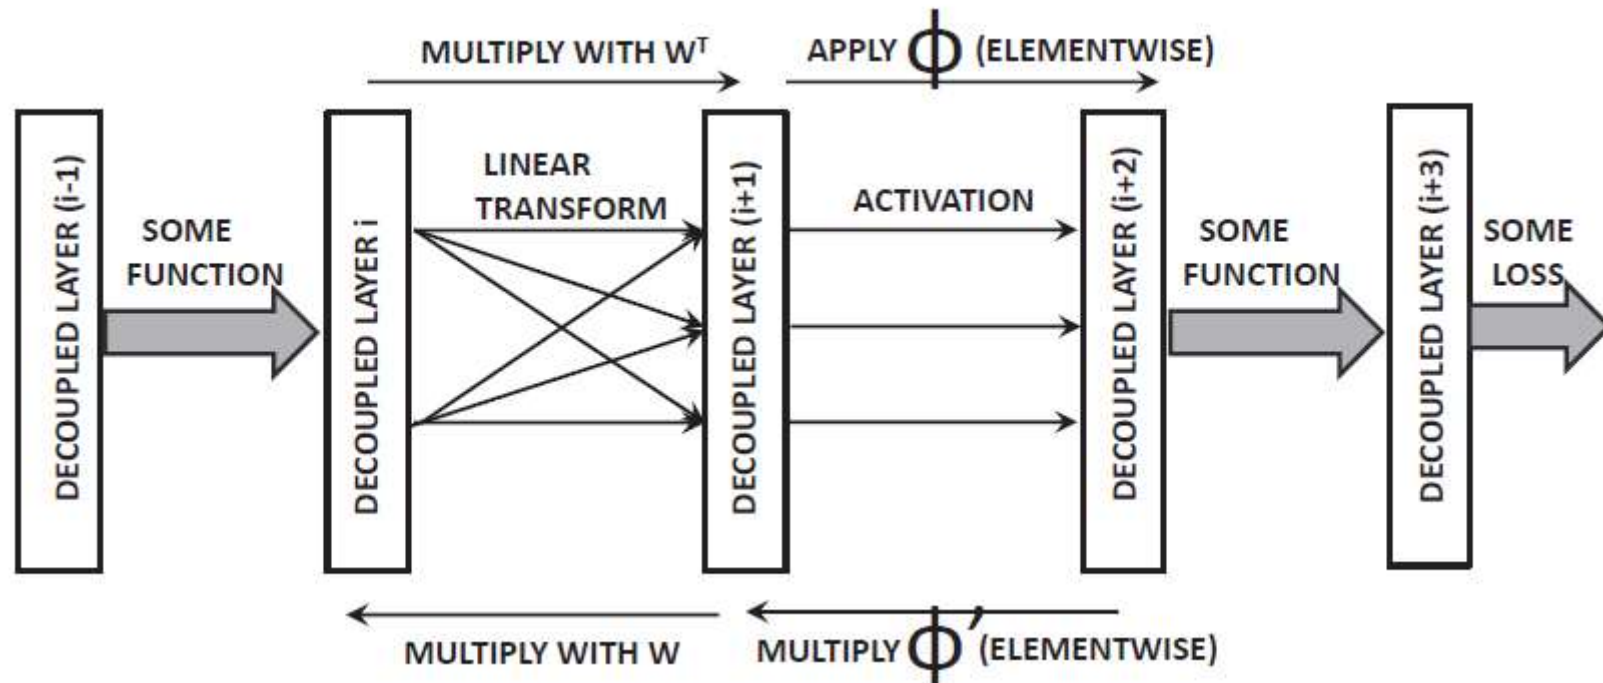 MULTIPLY WITH Wᵀ
APPLY ϕ (ELEMENTWISE)
DECOUPLED LAYER (i-1)
SOME
FUNCTION
DECOUPLED LAYER i
LINEAR
TRANSFORM
DECOUPLED LAYER (i+1)
ACTIVATION
DECOUPLED LAYER (i+2)
SOME
FUNCTION
DECOUPLED LAYER (i+3)
SOME
LOSS
MULTIPLY WITH W
MULTIPLY ϕ′ (ELEMENTWISE)